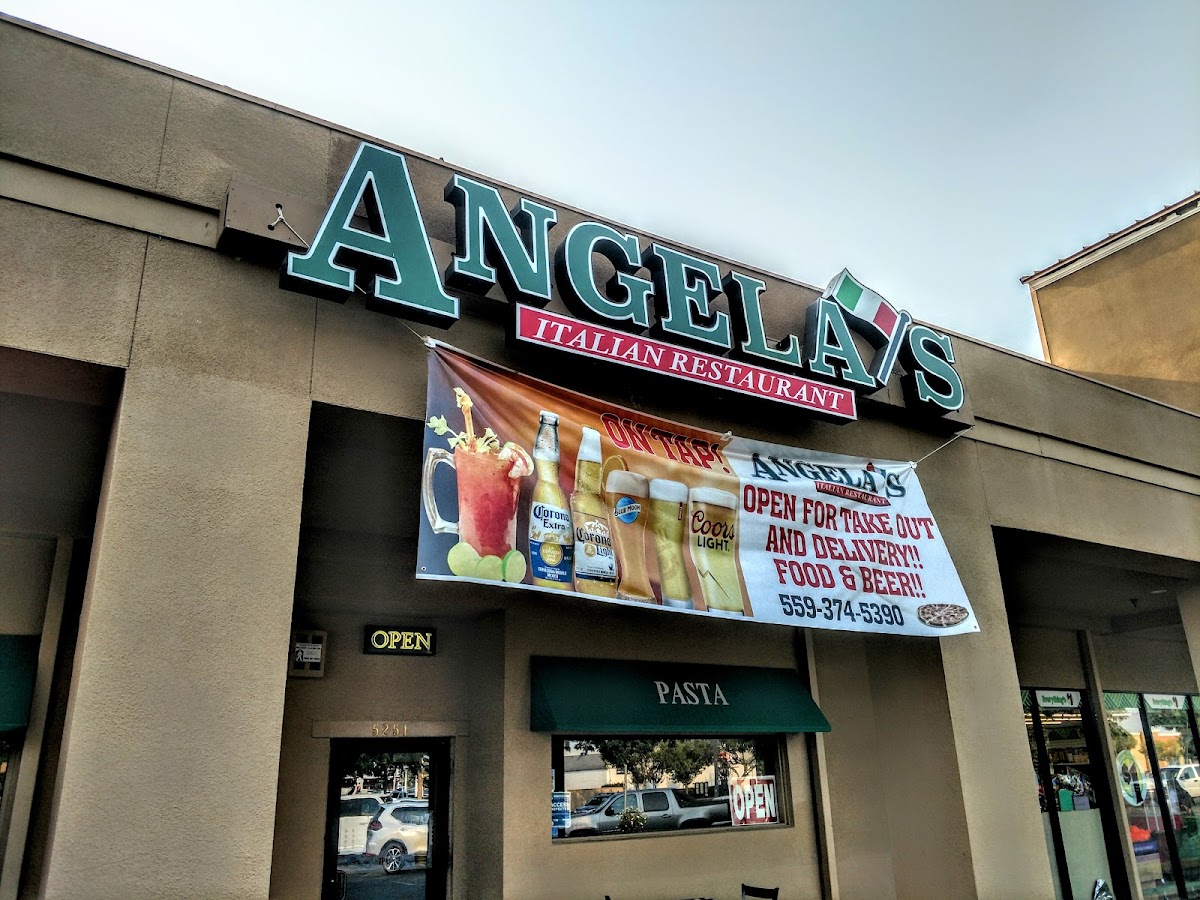 ANGELA'S
ITALIAN RESTAURANT
ON TAP!
Corona
Extra
Corona
Light
BLUE MOON
Coors
LIGHT
ANGELA'S
ITALIAN RESTAURANT
OPEN FOR TAKE OUT
AND DELIVERY!!
FOOD & BEER!!
559-374-5390
OPEN
5251
PASTA
OPEN